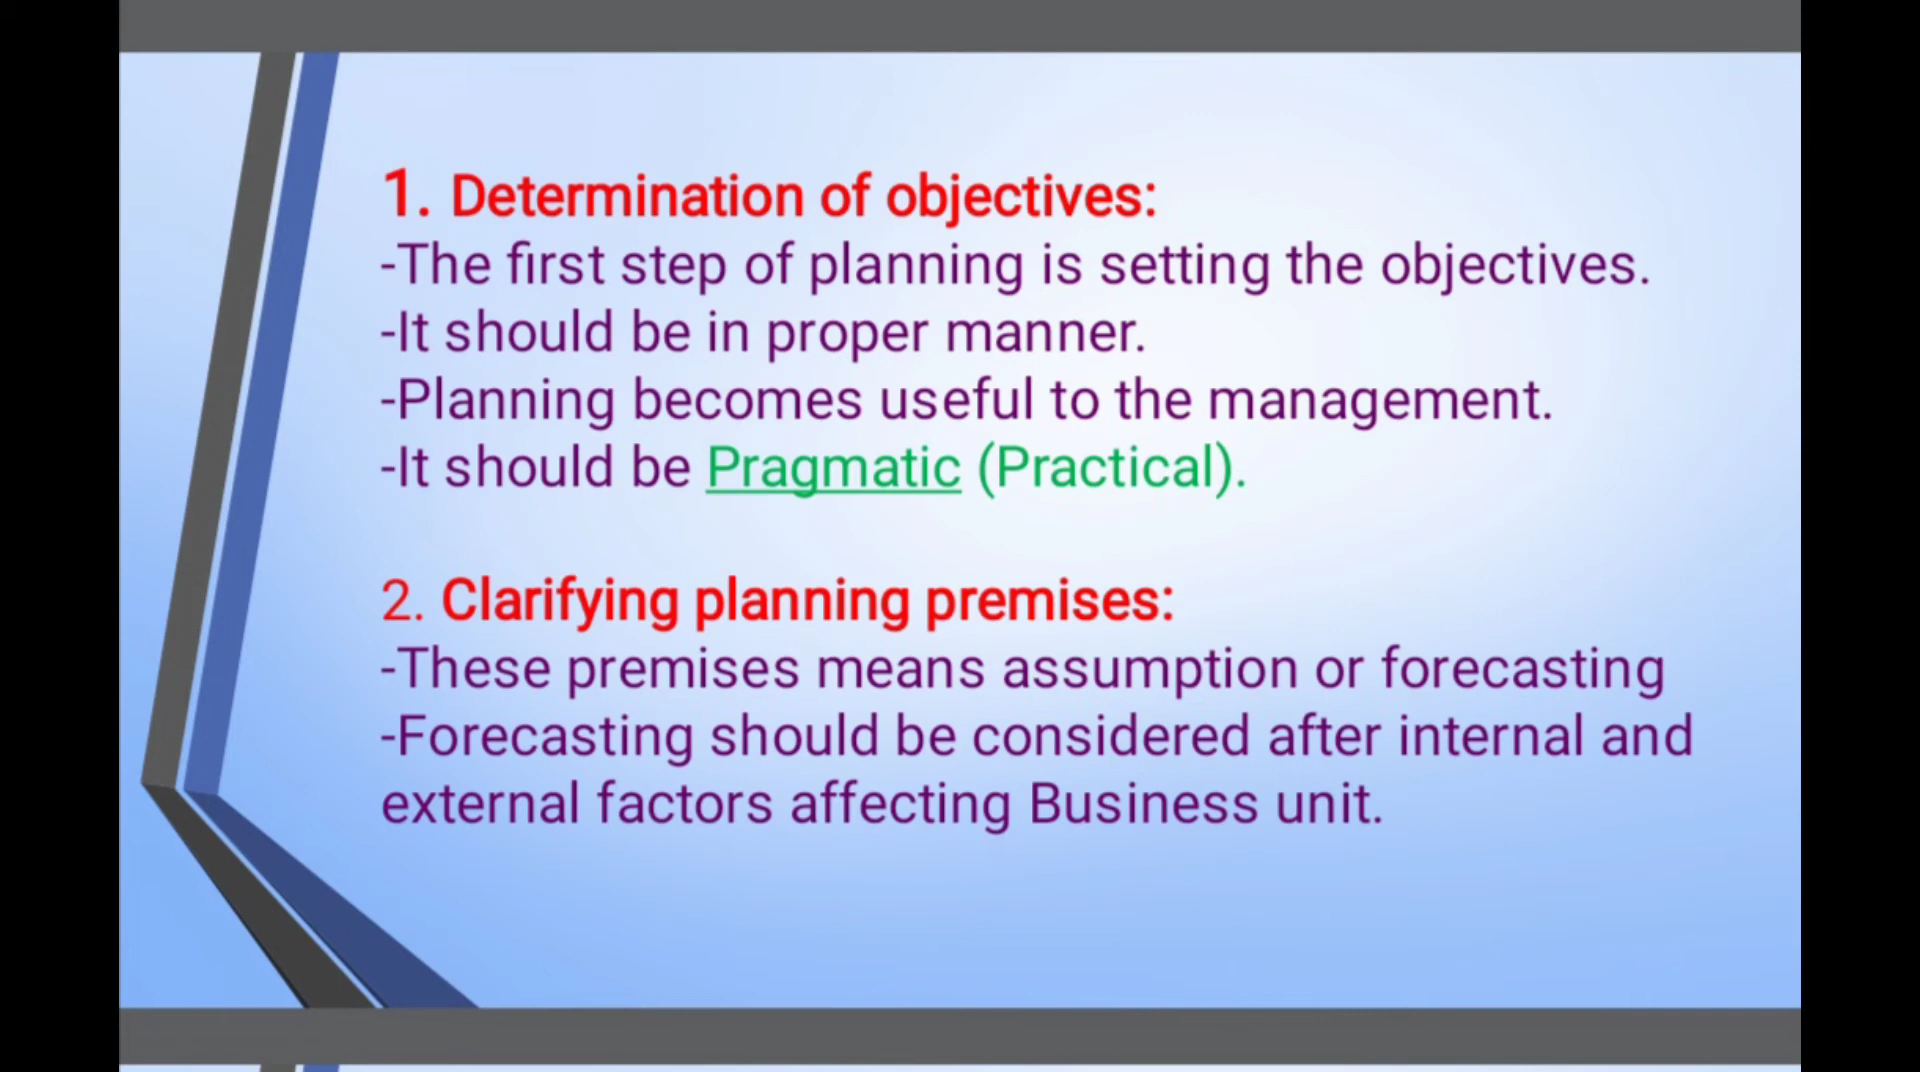 1. Determination of objectives:
-The first step of planning is setting the objectives.
-It should be in proper manner.
-Planning becomes useful to the management.
-It should be Pragmatic (Practical).
2. Clarifying planning premises:
-These premises means assumption or forecasting
-Forecasting should be considered after internal and
external factors affecting Business unit.